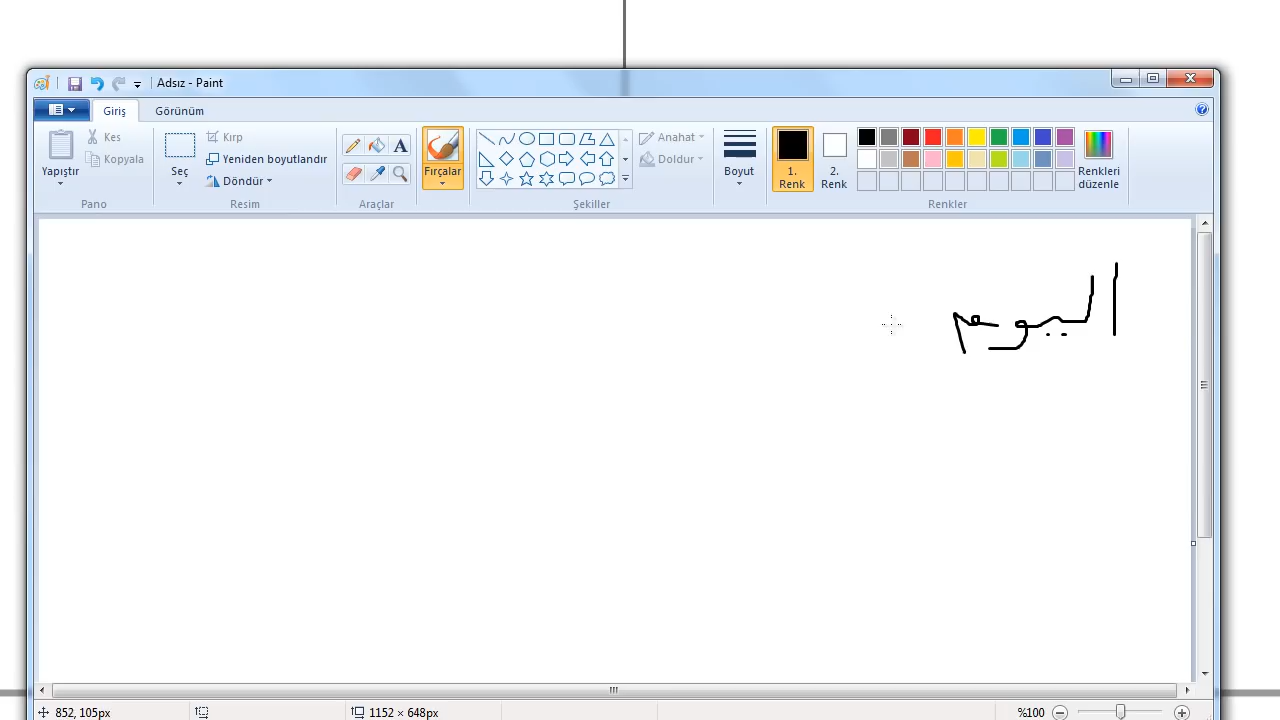 Adsız - Paint
Giriş Görünüm
Yapıştır
Kes
Kopyala
Pano
Seç
Kırp
Yeniden boyutlandır
Döndür
Resim
Araçlar
Fırçalar
Şekiller
Anahat
Doldur
Boyut
1. Renk
2. Renk
Renkleri düzenle
Renkler
اليوم
852, 105px
1152 × 648px
%100